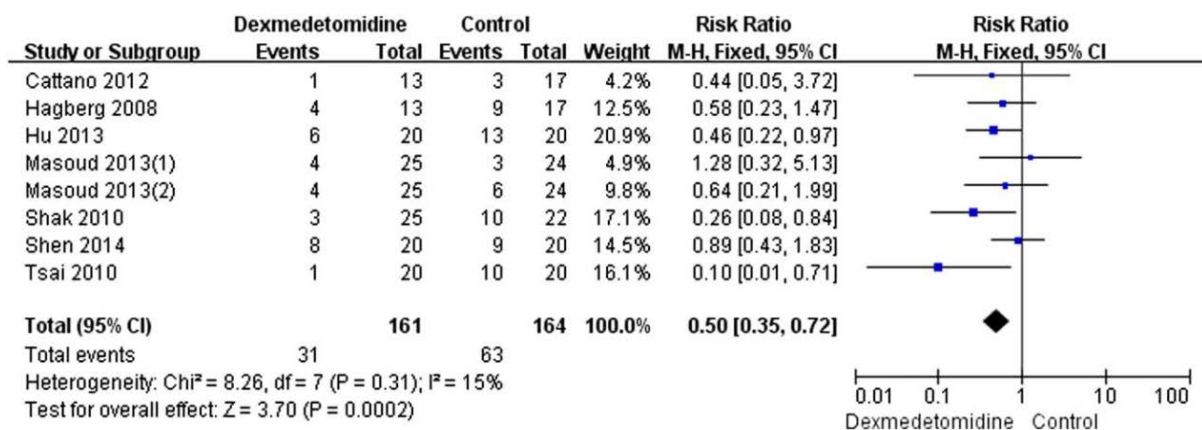 Dexmedetomidine Control Risk Ratio Risk Ratio
Study or Subgroup Events Total Events Total Weight M-H, Fixed, 95% CI M-H, Fixed, 95% CI
Cattano 2012 1 13 3 17 4.2% 0.44 [0.05, 3.72]
Hagberg 2008 4 13 9 17 12.5% 0.58 [0.23, 1.47]
Hu 2013 6 20 13 20 20.9% 0.46 [0.22, 0.97]
Masoud 2013(1) 4 25 3 24 4.9% 1.28 [0.32, 5.13]
Masoud 2013(2) 4 25 6 24 9.8% 0.64 [0.21, 1.99]
Shak 2010 3 25 10 22 17.1% 0.26 [0.08, 0.84]
Shen 2014 8 20 9 20 14.5% 0.89 [0.43, 1.83]
Tsai 2010 1 20 10 20 16.1% 0.10 [0.01, 0.71]
Total (95% CI) 161 164 100.0% 0.50 [0.35, 0.72]
Total events 31 63
Heterogeneity: Chi² = 8.26, df = 7 (P = 0.31); I² = 15%
Test for overall effect: Z = 3.70 (P = 0.0002)
0.01 0.1 1 10 100
Dexmedetomidine Control